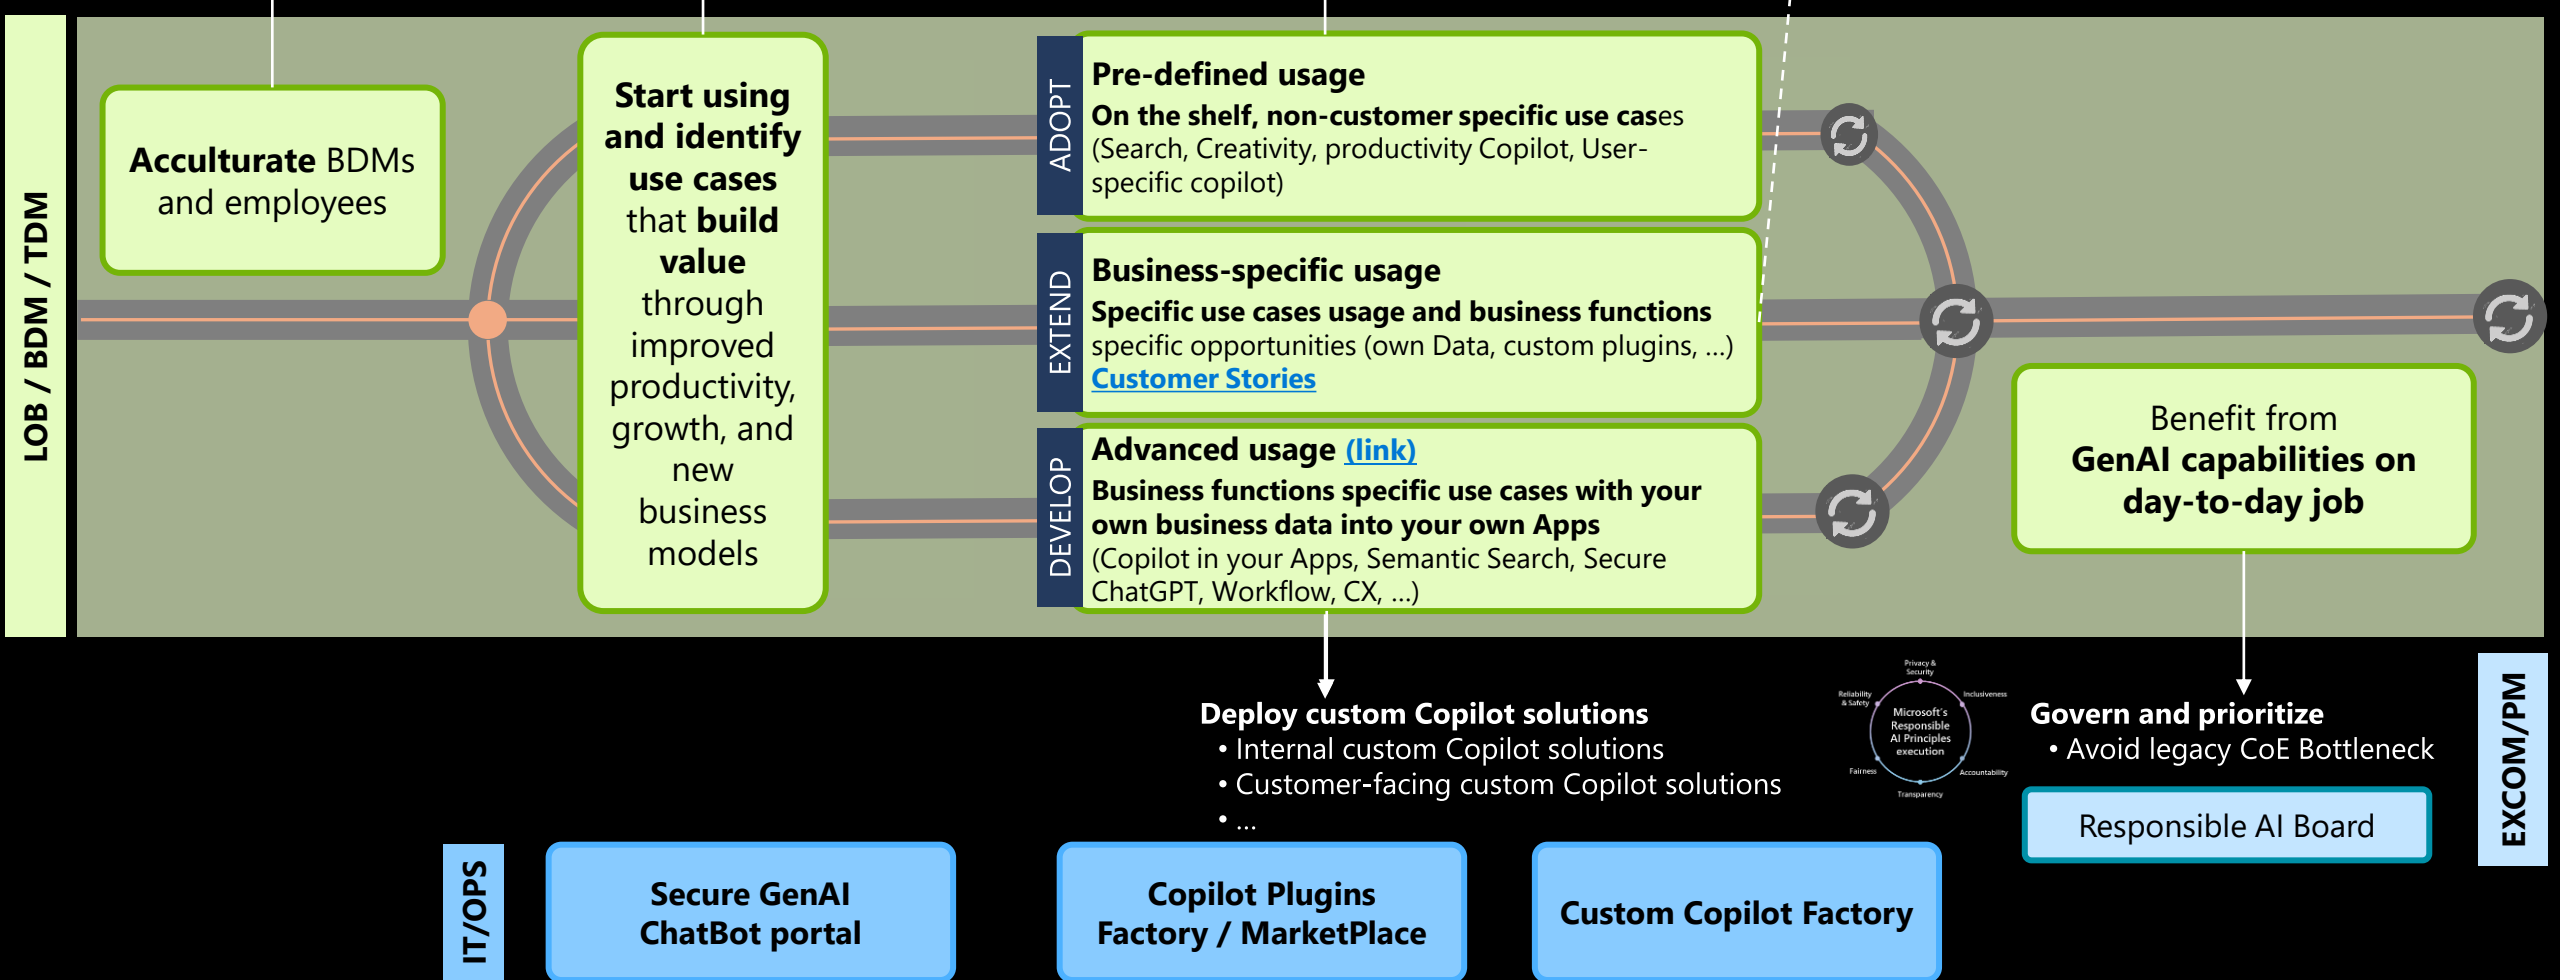 LOB / BDM / TDM
Acculturate BDMs
and employees
Start using
and identify
use cases
that build
value
through
improved
productivity,
growth, and
new
business
models
ADOPT
Pre-defined usage
On the shelf, non-customer specific use cases
(Search, Creativity, productivity Copilot, User-
specific copilot)
EXTEND
Business-specific usage
Specific use cases usage and business functions
specific opportunities (own Data, custom plugins, ...)
Customer Stories
DEVELOP
Advanced usage (link)
Business functions specific use cases with your
own business data into your own Apps
(Copilot in your Apps, Semantic Search, Secure
ChatGPT, Workflow, CX, ...)
Benefit from
GenAI capabilities on
day-to-day job
Deploy custom Copilot solutions
• Internal custom Copilot solutions
• Customer-facing custom Copilot solutions
• ...
Privacy &
Security
Reliability
& Safety
Inclusiveness
Microsoft's
Responsible
AI Principles
execution
Fairness
Accountability
Transparency
Govern and prioritize
• Avoid legacy CoE Bottleneck
Responsible AI Board
EXCOM/PM
IT/OPS
Secure GenAI
ChatBot portal
Copilot Plugins
Factory / MarketPlace
Custom Copilot Factory